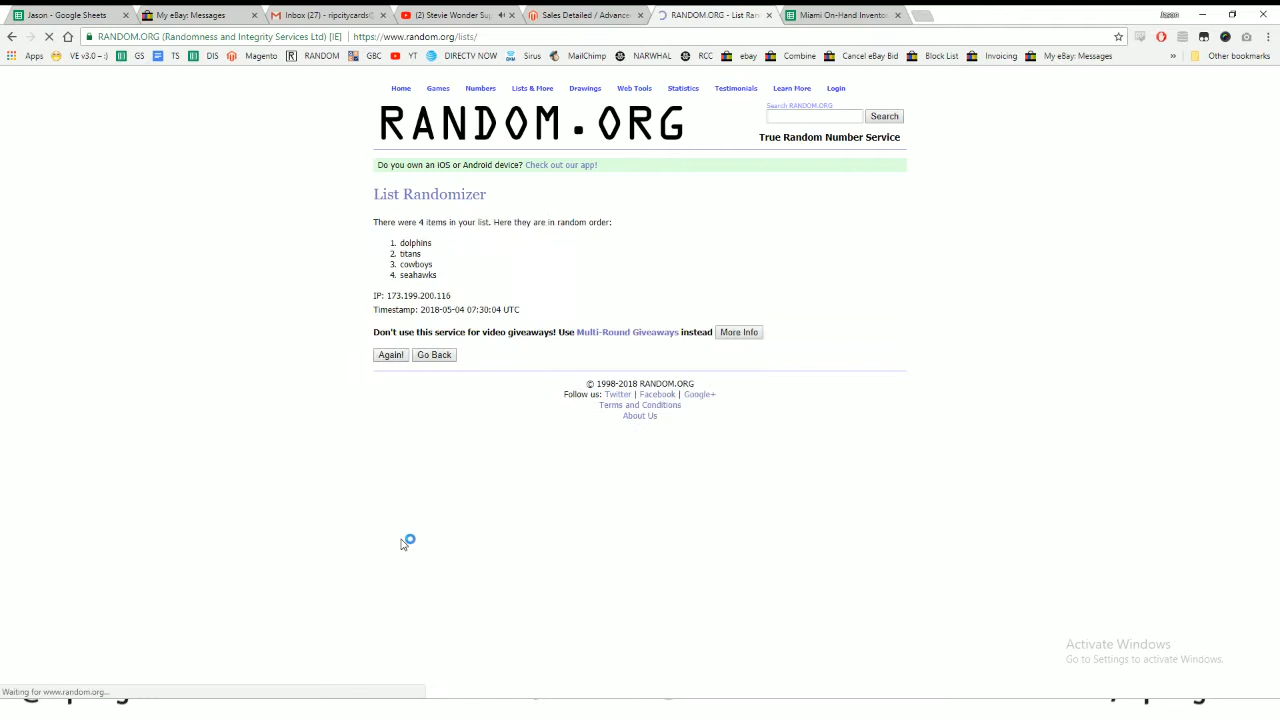 Jason - Google Sheets
My eBay: Messages
Inbox (27) - ripcitycards
(2) Stevie Wonder Sup
Sales Detailed / Advance
RANDOM.ORG - List Ran
Miami On-Hand Invento
Jason
RANDOM.ORG (Randomness and Integrity Services Ltd) [IE] https://www.random.org/lists/
Apps VE v3.0 –:) GS TS DIS Magento RANDOM GBC YT DIRECTV NOW Sirus MailChimp NARWHAL RCC ebay Combine Cancel eBay Bid Block List Invoicing My eBay: Messages » Other bookmarks
Home Games Numbers Lists & More Drawings Web Tools Statistics Testimonials Learn More Login
RANDOM.ORG
Search RANDOM.ORG
Search
True Random Number Service
Do you own an iOS or Android device? Check out our app!
List Randomizer
There were 4 items in your list. Here they are in random order:
1. dolphins
2. titans
3. cowboys
4. seahawks
IP: 173.199.200.116
Timestamp: 2018-05-04 07:30:04 UTC
Don't use this service for video giveaways! Use Multi-Round Giveaways instead More Info
Again! Go Back
© 1998-2018 RANDOM.ORG
Follow us: Twitter | Facebook | Google+
Terms and Conditions
About Us
Activate Windows
Go to Settings to activate Windows.
Waiting for www.random.org...